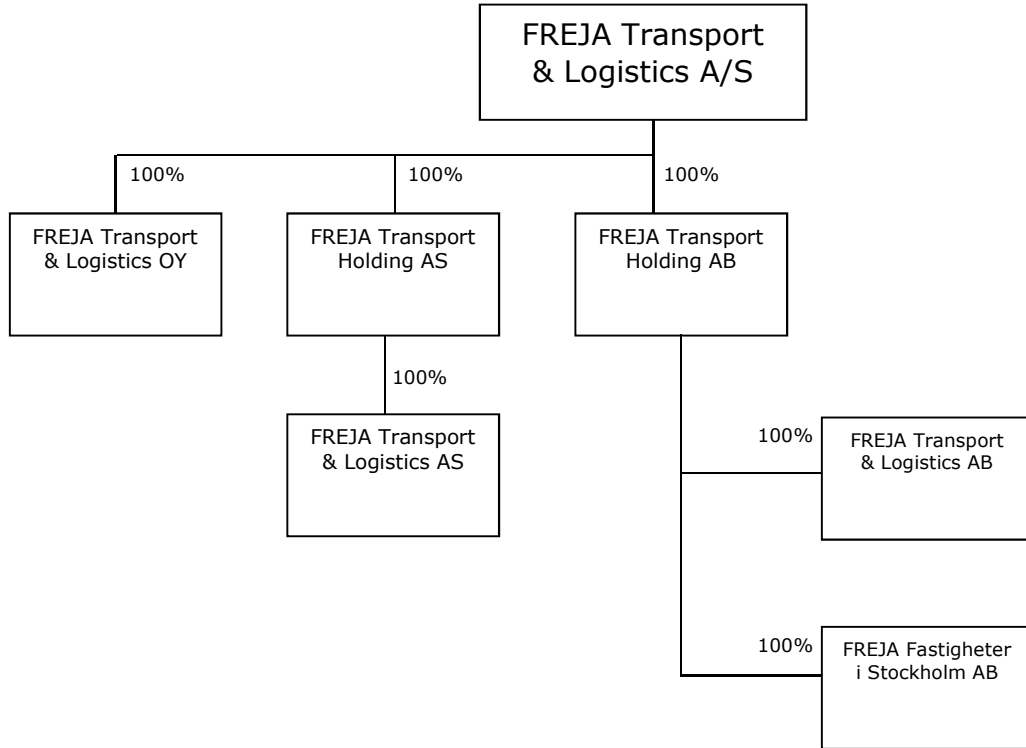 FREJA Transport
& Logistics A/S
100%
100%
100%
FREJA Transport
& Logistics OY
FREJA Transport
Holding AS
FREJA Transport
Holding AB
100%
FREJA Transport
& Logistics AS
100%
FREJA Transport
& Logistics AB
100%
FREJA Fastigheter
i Stockholm AB